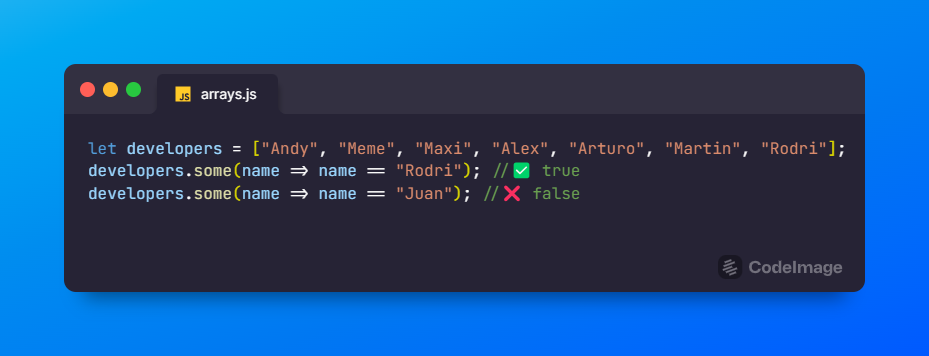 JS arrays.js
let developers = ["Andy", "Meme", "Maxi", "Alex", "Arturo", "Martin", "Rodri"];
developers.some(name => name == "Rodri"); //✅ true
developers.some(name => name == "Juan"); //❌ false
CodeImage